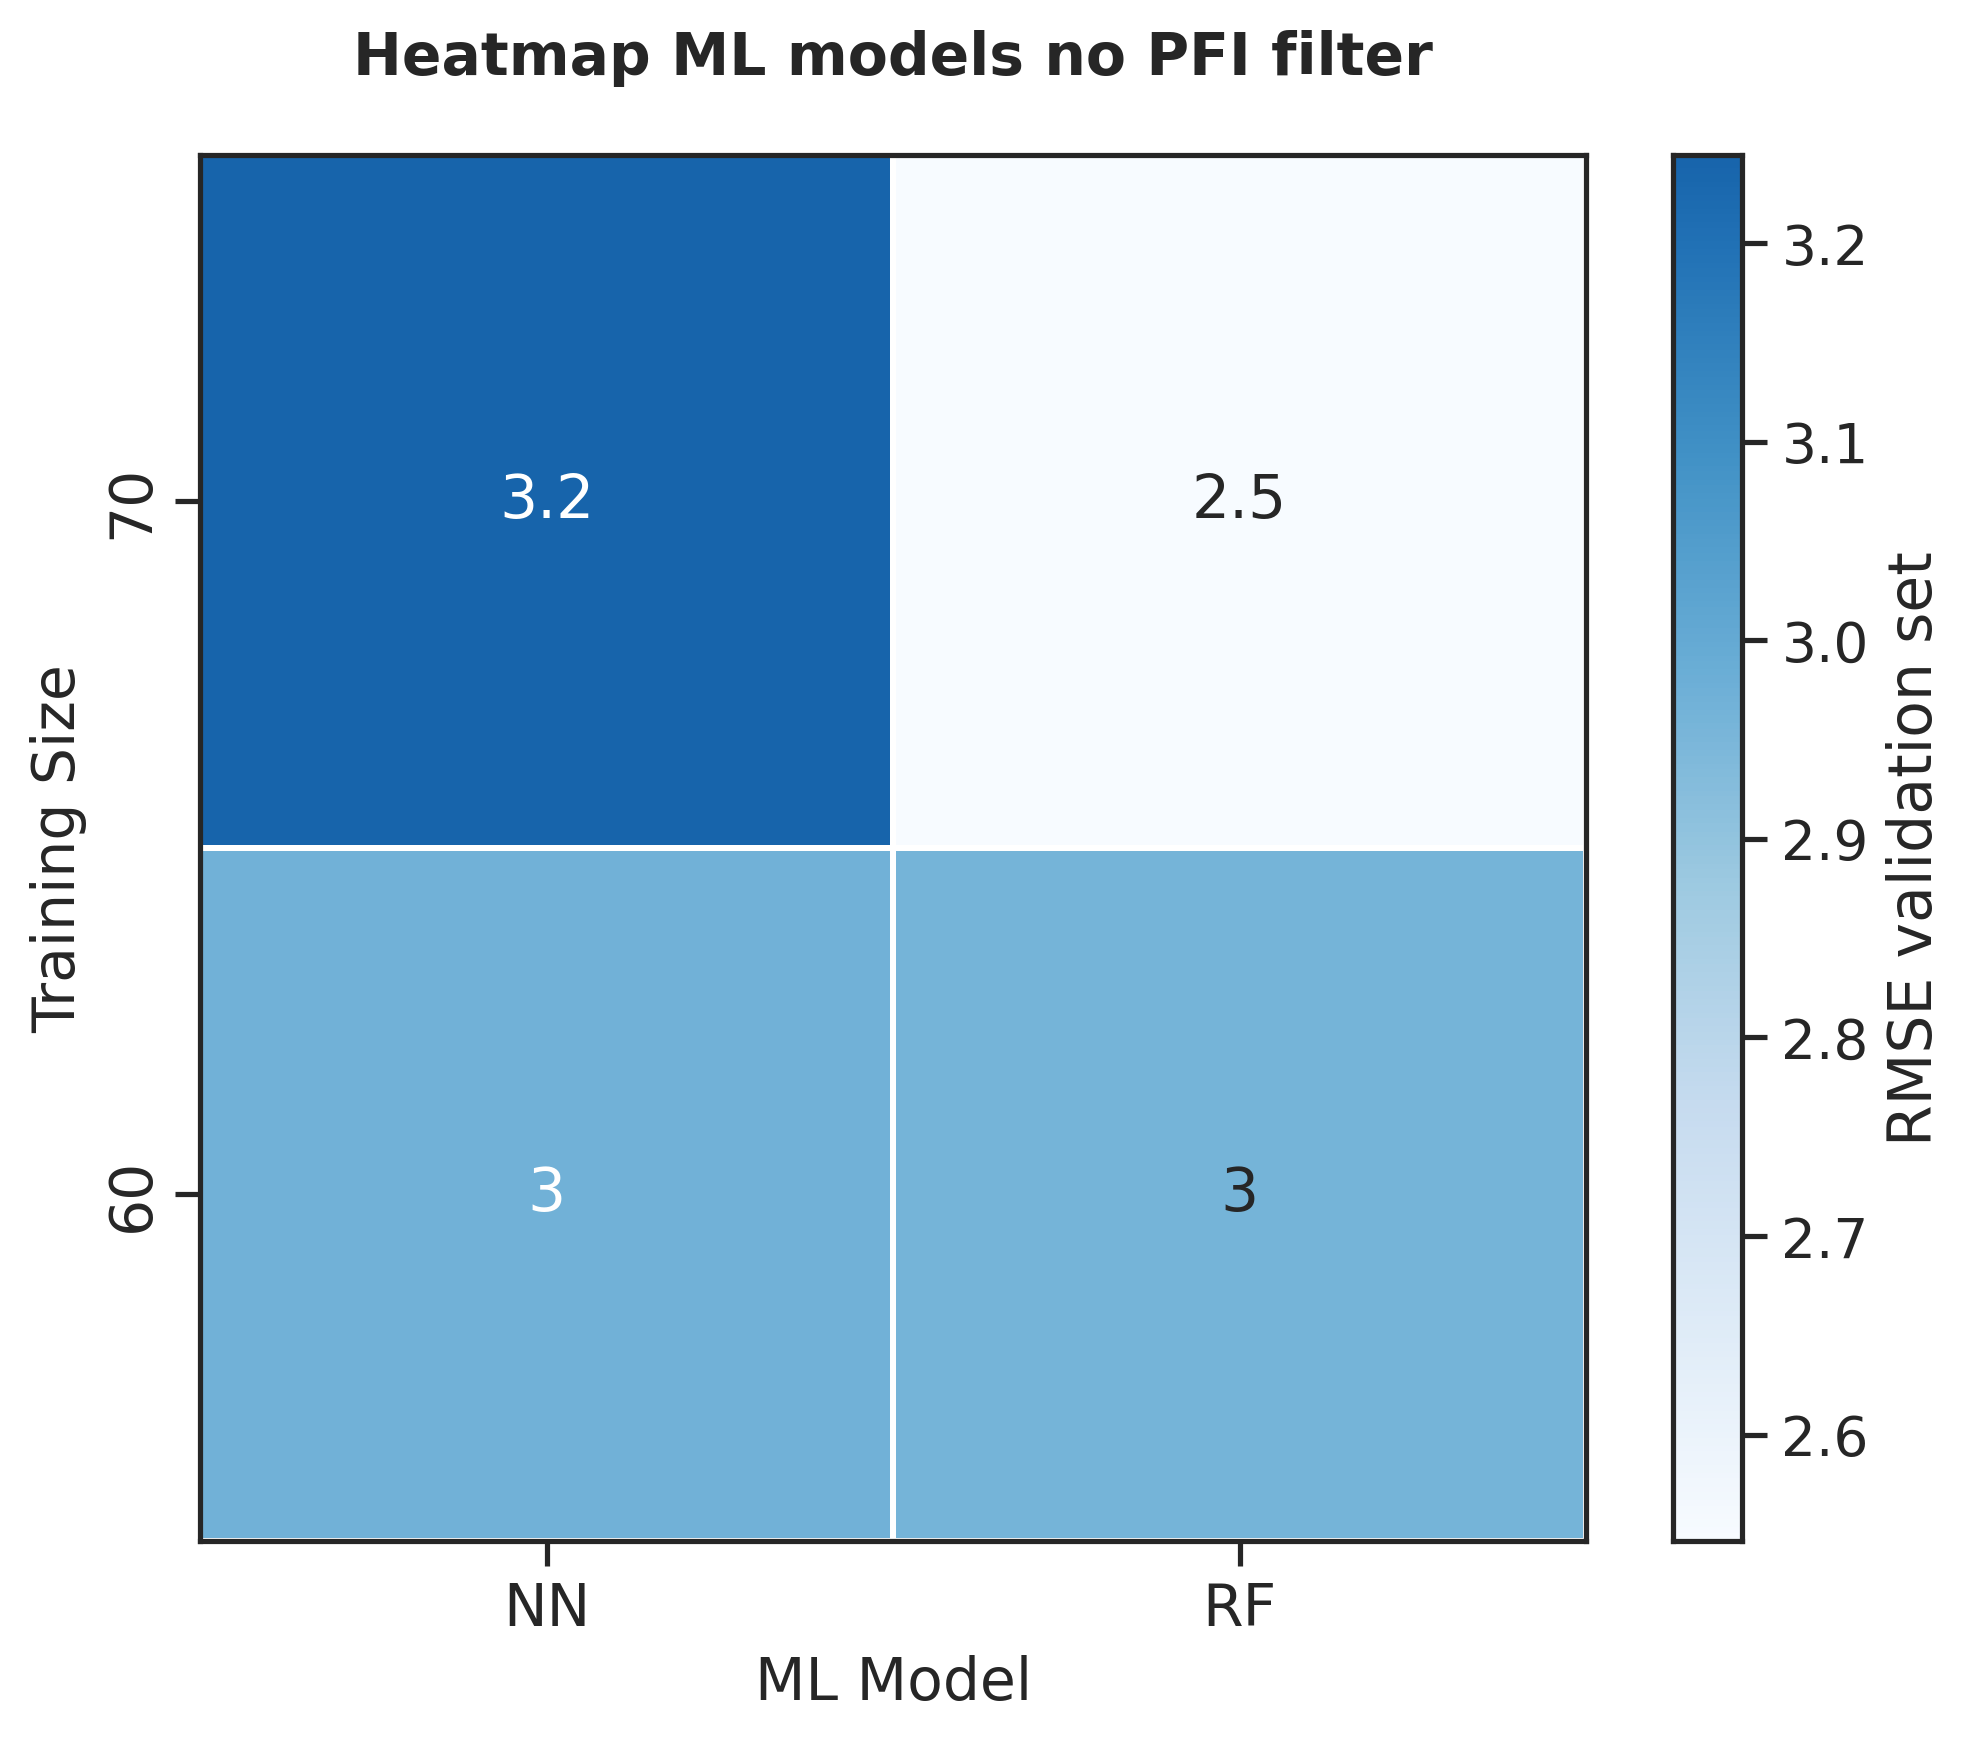 Heatmap ML models no PFI filter
Training Size
70
60
3.2
2.5
3
3
NN
RF
ML Model
3.2
3.1
3.0
2.9
2.8
2.7
2.6
RMSE validation set